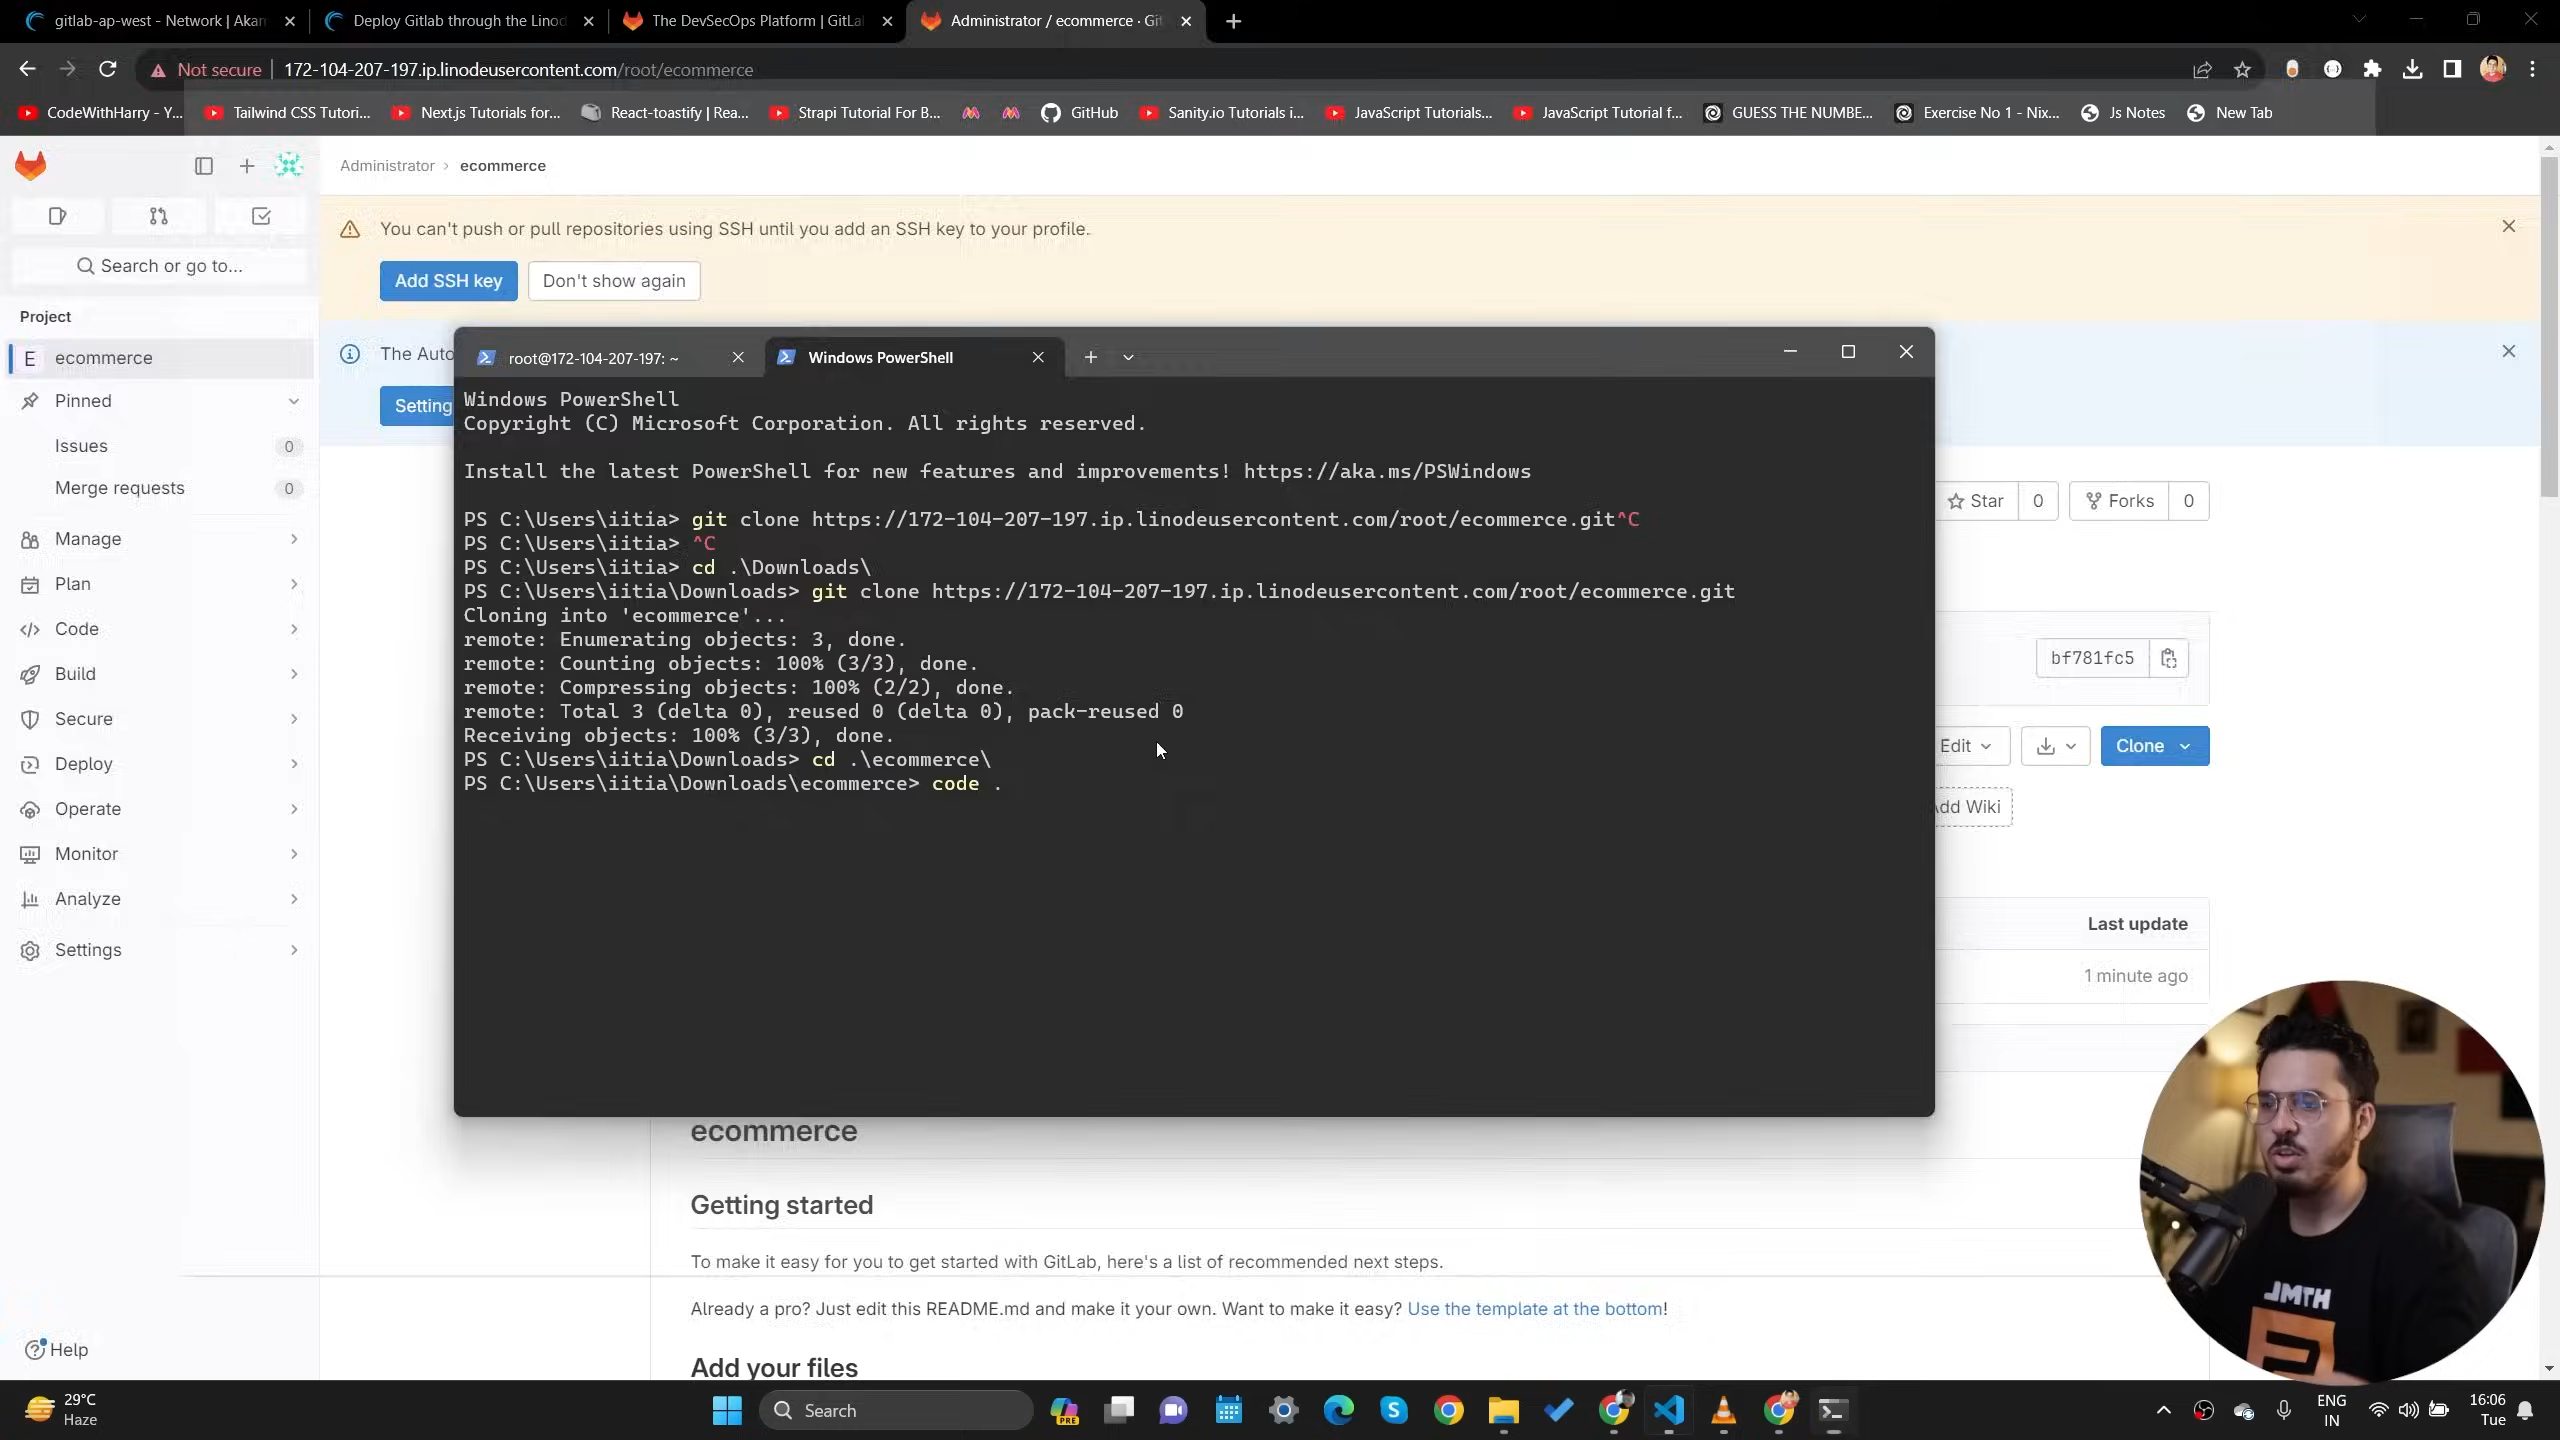 gitlab-ap-west - Network | Akam
Deploy Gitlab through the Linod
The DevSecOps Platform | GitLa
Administrator / ecommerce · Git
Not secure
172-104-207-197.ip.linodeusercontent.com/root/ecommerce
CodeWithHarry - Y...
Tailwind CSS Tutori...
Next.js Tutorials for...
React-toastify | Rea...
Strapi Tutorial For B...
GitHub
Sanity.io Tutorials i...
JavaScript Tutorials...
JavaScript Tutorial f...
GUESS THE NUMBE...
Exercise No 1 - Nix...
Js Notes
New Tab
Administrator › ecommerce
You can't push or pull repositories using SSH until you add an SSH key to your profile.
Add SSH key
Don't show again
Search or go to...
Project
E ecommerce
Pinned
Issues 0
Merge requests 0
Manage
Plan
Code
Build
Secure
Deploy
Operate
Monitor
Analyze
Settings
Help
The Auto
Setting
root@172-104-207-197: ~
Windows PowerShell
Windows PowerShell
Copyright (C) Microsoft Corporation. All rights reserved.
Install the latest PowerShell for new features and improvements! https://aka.ms/PSWindows
PS C:\Users\iitia> git clone https://172-104-207-197.ip.linodeusercontent.com/root/ecommerce.git^C
PS C:\Users\iitia> ^C
PS C:\Users\iitia> cd .\Downloads\
PS C:\Users\iitia\Downloads> git clone https://172-104-207-197.ip.linodeusercontent.com/root/ecommerce.git
Cloning into 'ecommerce'...
remote: Enumerating objects: 3, done.
remote: Counting objects: 100% (3/3), done.
remote: Compressing objects: 100% (2/2), done.
remote: Total 3 (delta 0), reused 0 (delta 0), pack-reused 0
Receiving objects: 100% (3/3), done.
PS C:\Users\iitia\Downloads> cd .\ecommerce\
PS C:\Users\iitia\Downloads\ecommerce> code .
Star 0
Forks 0
bf781fc5
Edit
Clone
Add Wiki
Last update
1 minute ago
ecommerce
Getting started
To make it easy for you to get started with GitLab, here's a list of recommended next steps.
Already a pro? Just edit this README.md and make it your own. Want to make it easy? Use the template at the bottom!
Add your files
29°C
Haze
Search
PRE
ENG
IN
16:06
Tue
HTML